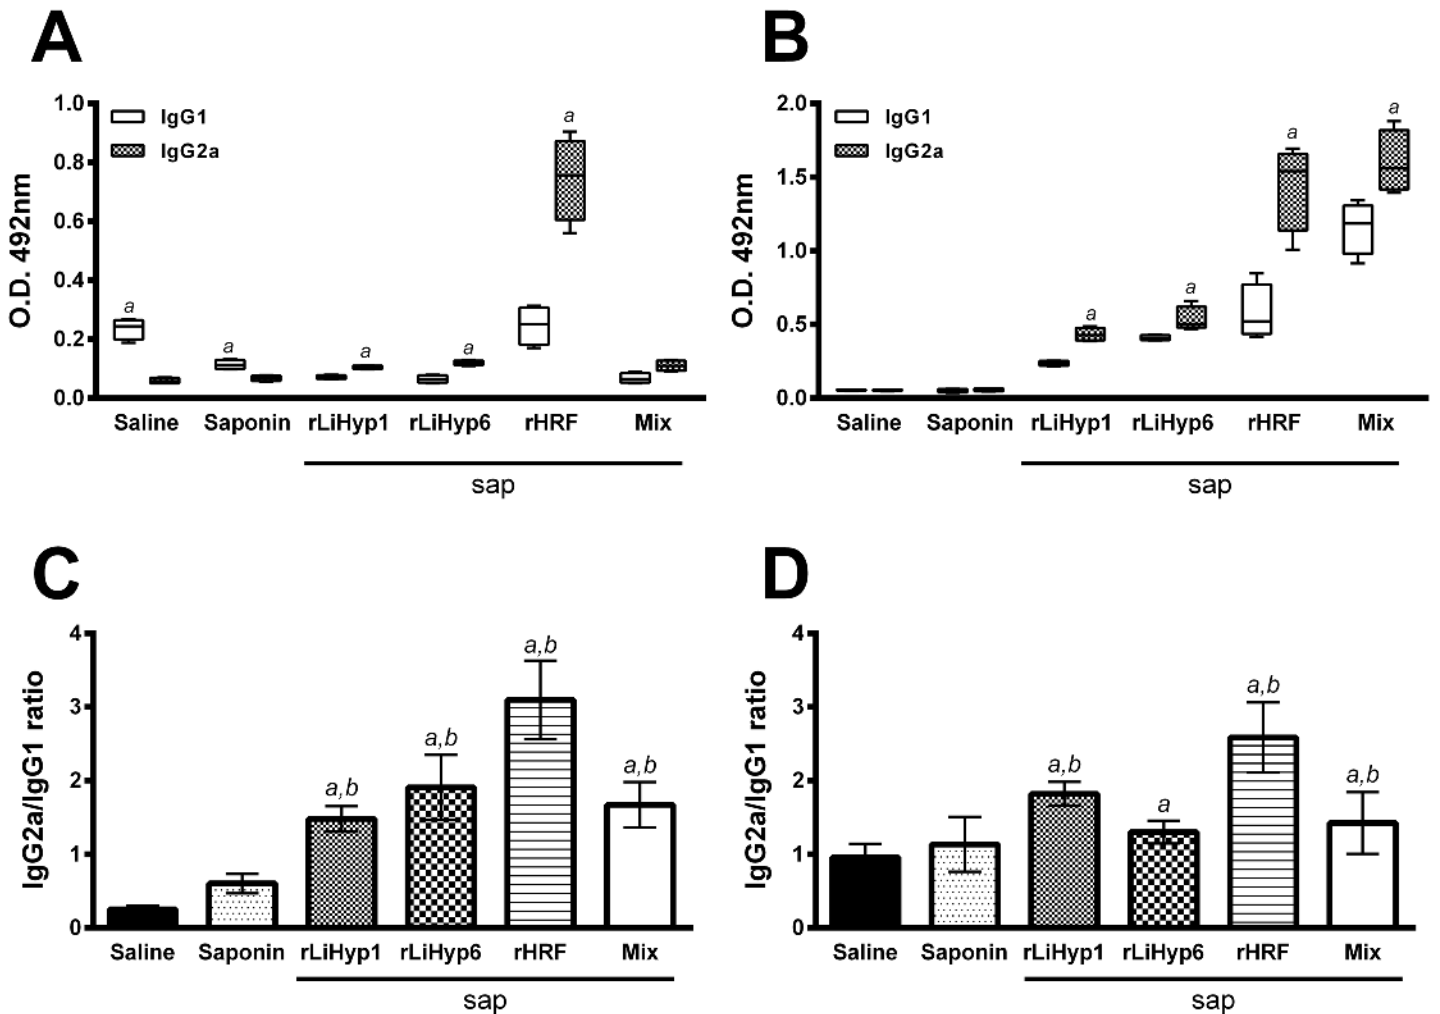 A
B
O.D. 492nm
1.0
0.8
0.6
0.4
0.2
0.0
IgG1
IgG2a
a
a
a
a
a
Saline
Saponin
rLiHyp1
rLiHyp6
rHRF
Mix
sap
O.D. 492nm
2.0
1.5
1.0
0.5
0.0
IgG1
IgG2a
a
a
a
a
Saline
Saponin
rLiHyp1
rLiHyp6
rHRF
Mix
sap
C
D
IgG2a/IgG1 ratio
4
3
2
1
0
a,b
a,b
a,b
a,b
Saline
Saponin
rLiHyp1
rLiHyp6
rHRF
Mix
sap
IgG2a/IgG1 ratio
4
3
2
1
0
a,b
a
a,b
a,b
Saline
Saponin
rLiHyp1
rLiHyp6
rHRF
Mix
sap